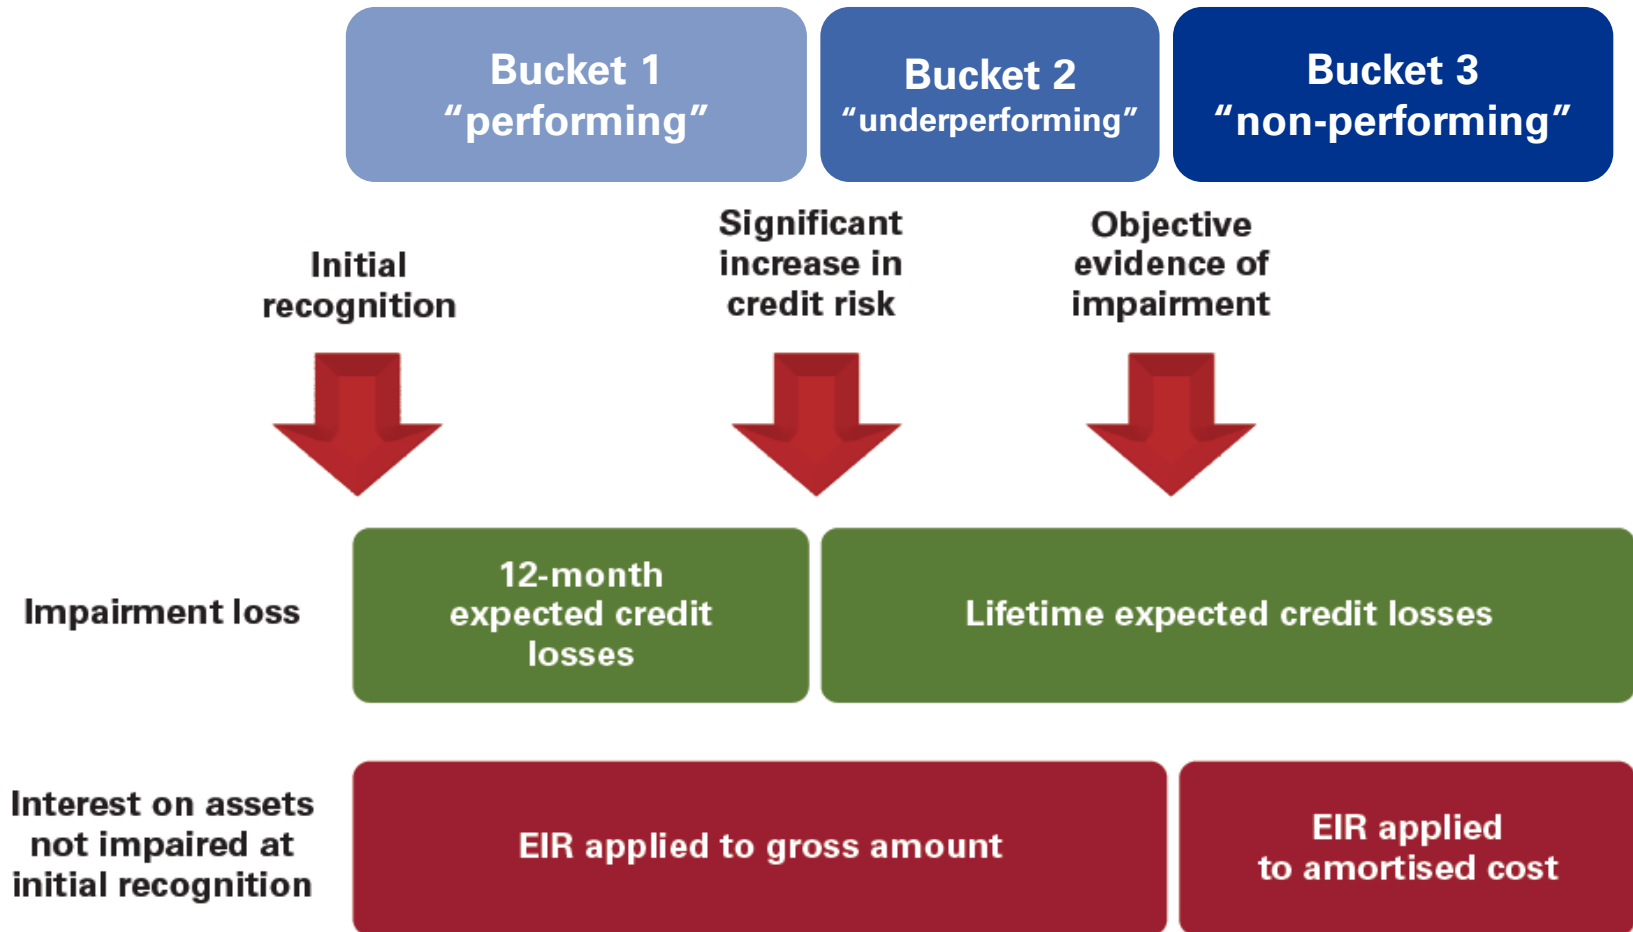 Bucket 1
“performing”
Bucket 2
“underperforming”
Bucket 3
“non-performing”
Initial
recognition
Significant
increase in
credit risk
Objective
evidence of
impairment
Impairment loss
12-month
expected credit
losses
Lifetime expected credit losses
Interest on assets
not impaired at
initial recognition
EIR applied to gross amount
EIR applied
to amortised cost